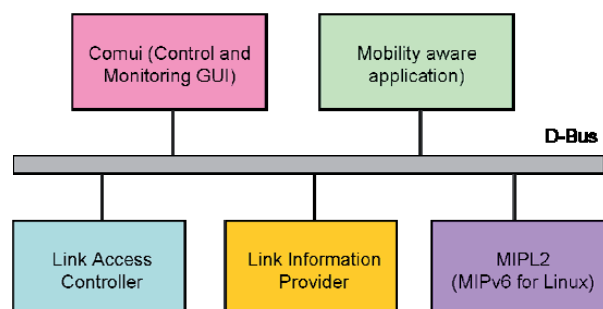 Comui (Control and
Monitoring GUI)
Mobility aware
application)
D-Bus
Link Access
Controller
Link Information
Provider
MIPL2
(MIPv6 for Linux)